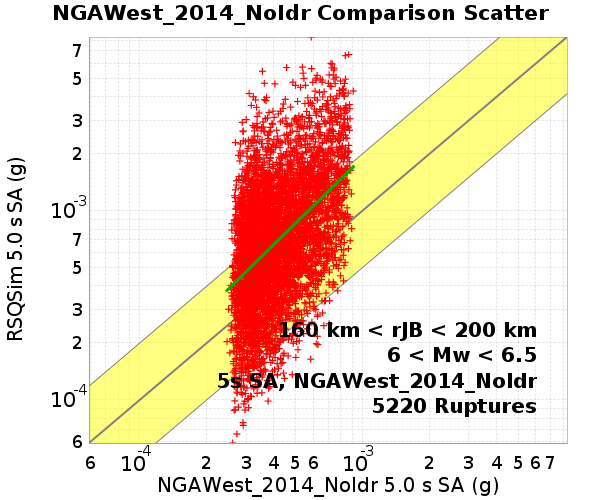 NGAWest_2014_NoIdr Comparison Scatter
RSQSim 5.0 s SA (g)
7
5
3
2
10-3
7
5
3
2
10-4
6
160 km < rJB < 200 km
6 < Mw < 6.5
5s SA, NGAWest_2014_NoIdr
5220 Ruptures
6 10-4 2 3 4 5 6 10-3 2 3 4 5 6 7
NGAWest_2014_NoIdr 5.0 s SA (g)